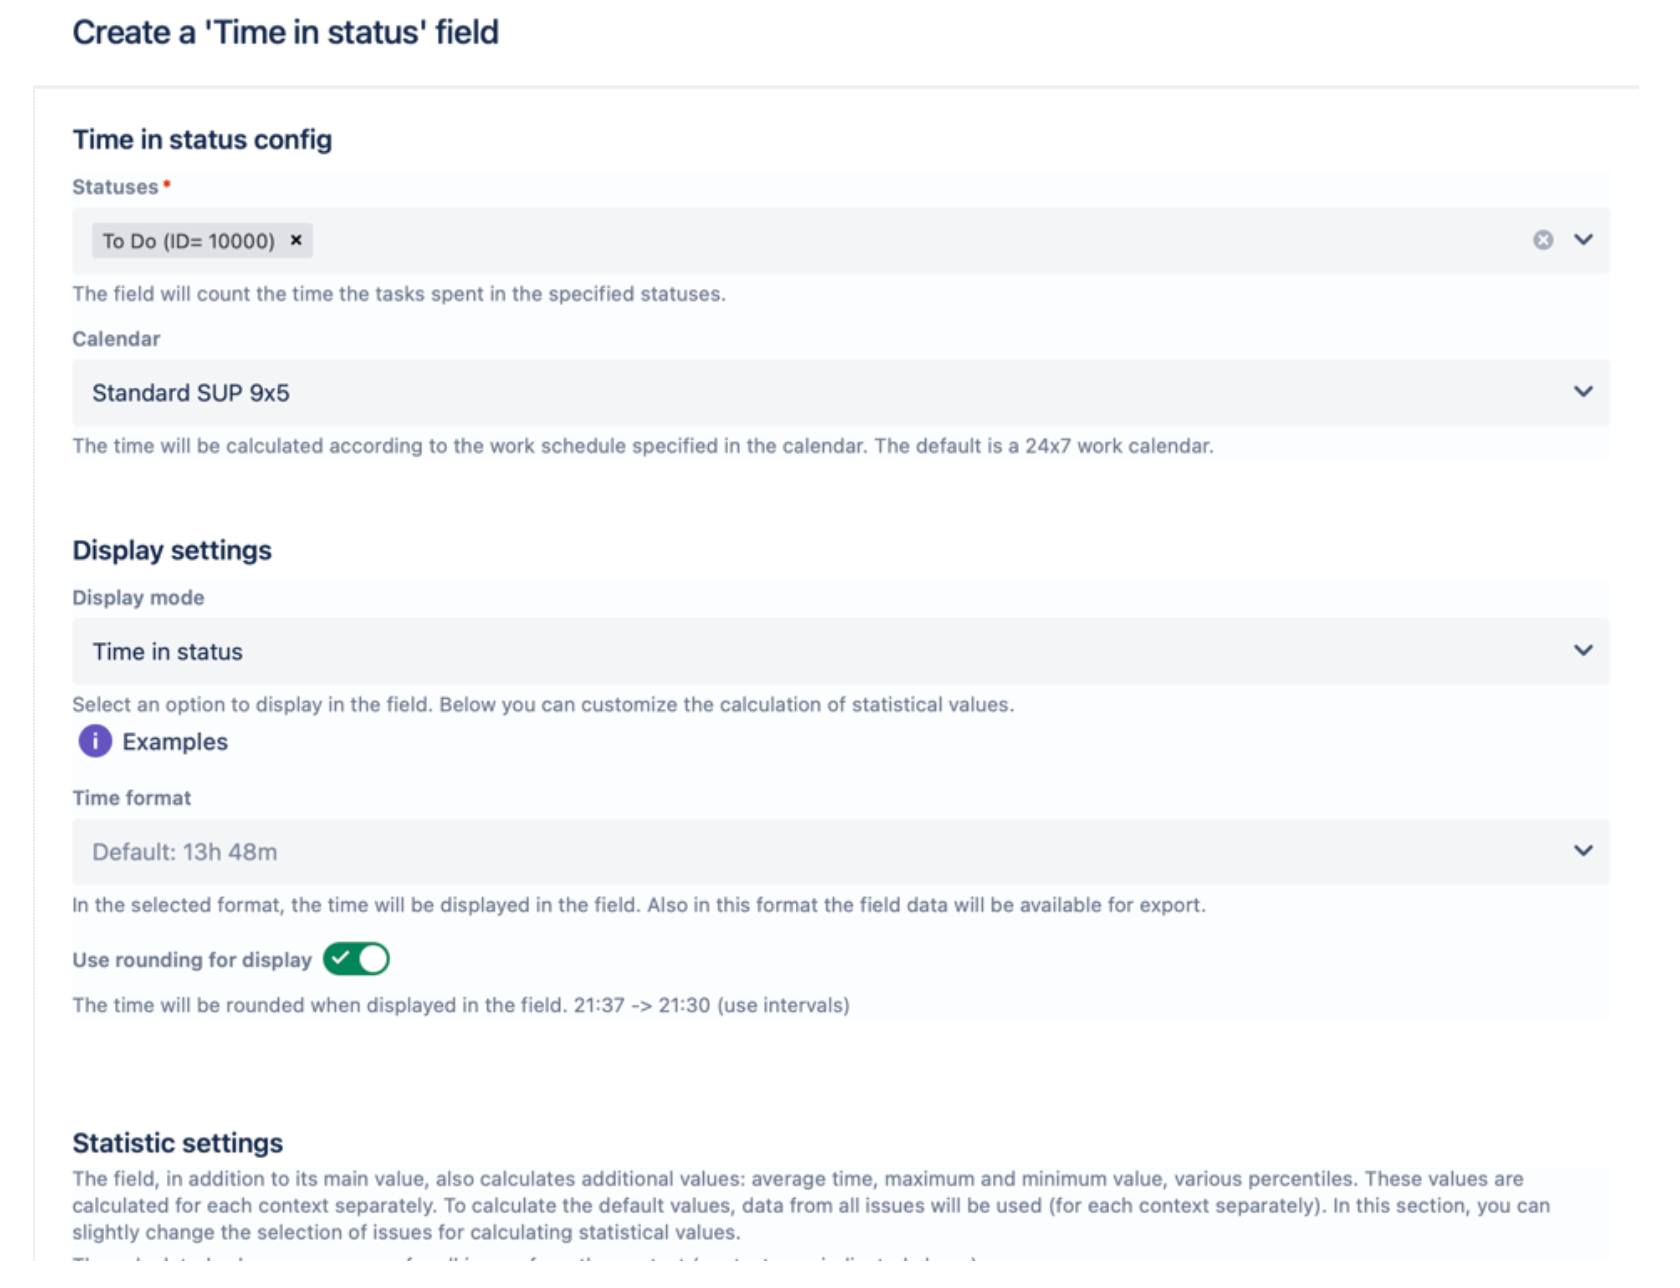 Create a 'Time in status' field
Time in status config
Statuses *
To Do (ID= 10000) ×
The field will count the time the tasks spent in the specified statuses.
Calendar
Standard SUP 9x5
The time will be calculated according to the work schedule specified in the calendar. The default is a 24x7 work calendar.
Display settings
Display mode
Time in status
Select an option to display in the field. Below you can customize the calculation of statistical values.
i Examples
Time format
Default: 13h 48m
In the selected format, the time will be displayed in the field. Also in this format the field data will be available for export.
Use rounding for display
The time will be rounded when displayed in the field. 21:37 -> 21:30 (use intervals)
Statistic settings
The field, in addition to its main value, also calculates additional values: average time, maximum and minimum value, various percentiles. These values are
calculated for each context separately. To calculate the default values, data from all issues will be used (for each context separately). In this section, you can
slightly change the selection of issues for calculating statistical values.